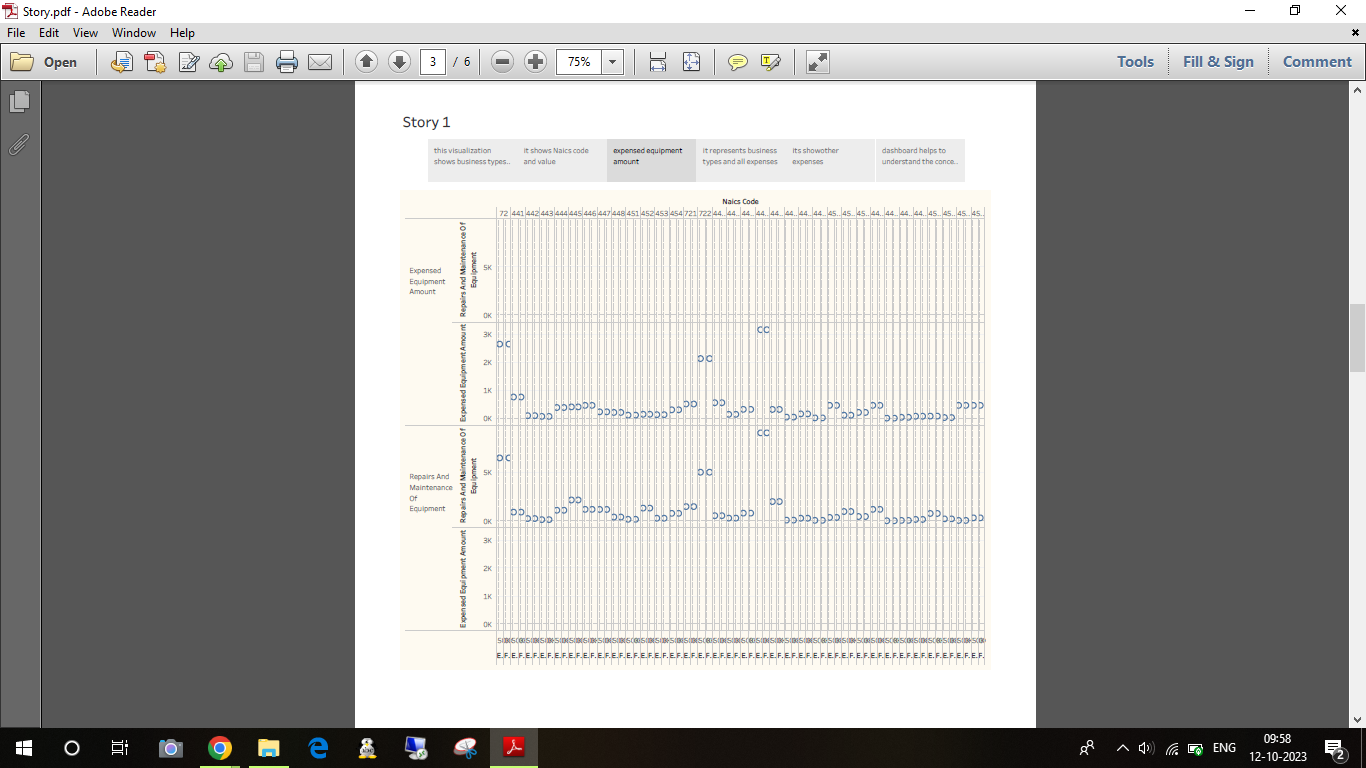 Story.pdf - Adobe Reader
File Edit View Window Help
Open
3 / 6
75%
Tools
Fill & Sign
Comment
Story 1
this visualization
shows business types..
it shows Naics code
and value
expensed equipment
amount
it represents business
types and all expenses
its showother
expenses
dashboard helps to
understand the conce..
Naics Code
72 441 442 443 444 445 446 447 448 451 452 453 454 721 722 44.. 44.. 44.. 44.. 44.. 44.. 44.. 44.. 45.. 45.. 45.. 44.. 44.. 44.. 44.. 45.. 45.. 45.. 45..
Expensed
Equipment
Amount
Repairs And Maintenance Of
Equipment
5K
0K
Expensed Equipment Amount
3K
2K
1K
0K
Repairs And
Maintenance
Of
Equipment
Repairs And Maintenance Of
Equipment
5K
0K
Expensed Equipment Amount
3K
2K
1K
0K
E. F. E. F. E. F. E. F. E. F. E. F. E. F. E. F. E. F. E. F. E. F. E. F. E. F. E. F. E. F. E. F. E. F. E. F. E. F. E. F. E. F. E. F. E. F. E. F. E. F. E. F. E. F. E. F. E. F. E. F. E. F. E. F. E. F. E. F.
ENG
09:58
12-10-2023
2